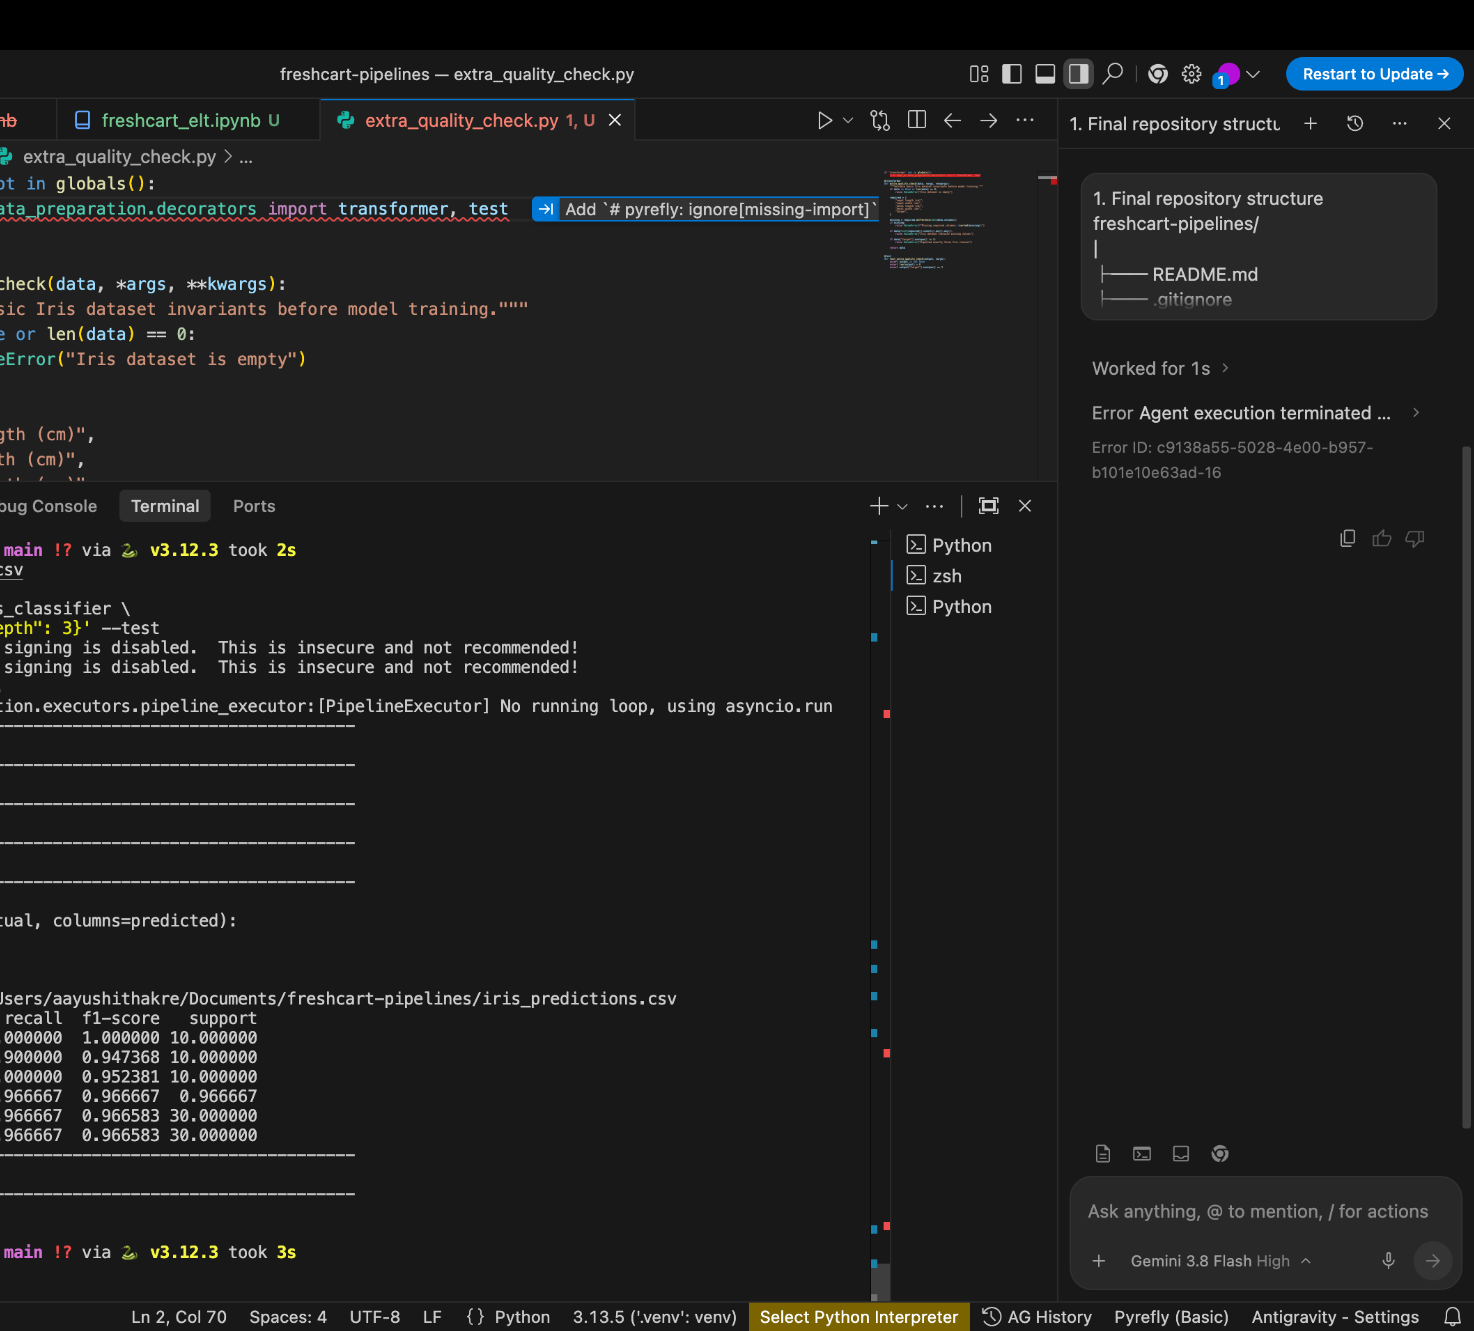 freshcart-pipelines — extra_quality_check.py
1
Restart to Update →
nb
freshcart_elt.ipynb U
extra_quality_check.py 1, U
1. Final repository structu
extra_quality_check.py > ...
pt in globals():
ata_preparation.decorators import transformer, test
Add `# pyrefly: ignore[missing-import]`
check(data, *args, **kwargs):
sic Iris dataset invariants before model training."""
e or len(data) == 0:
eError("Iris dataset is empty")
gth (cm)",
th (cm)",
1. Final repository structure
freshcart-pipelines/
|
├── README.md
├── .gitignore
Worked for 1s >
Error Agent execution terminated ... >
Error ID: c9138a55-5028-4e00-b957-
b101e10e63ad-16
bug Console
Terminal
Ports
Python
zsh
Python
main !? via v3.12.3 took 2s
csv
s_classifier \
epth": 3}' --test
signing is disabled.  This is insecure and not recommended!
signing is disabled.  This is insecure and not recommended!
tion.executors.pipeline_executor:[PipelineExecutor] No running loop, using asyncio.run
------------------------------------
------------------------------------
------------------------------------
------------------------------------
------------------------------------
tual, columns=predicted):
Users/aayushithakre/Documents/freshcart-pipelines/iris_predictions.csv
recall  f1-score   support
.000000  1.000000 10.000000
.900000  0.947368 10.000000
.000000  0.952381 10.000000
.966667  0.966667  0.966667
.966667  0.966583 30.000000
.966667  0.966583 30.000000
------------------------------------
------------------------------------
main !? via v3.12.3 took 3s
Ask anything, @ to mention, / for actions
+ Gemini 3.8 Flash High
Ln 2, Col 70
Spaces: 4
UTF-8
LF
{} Python
3.13.5 ('.venv': venv)
Select Python Interpreter
AG History
Pyrefly (Basic)
Antigravity - Settings